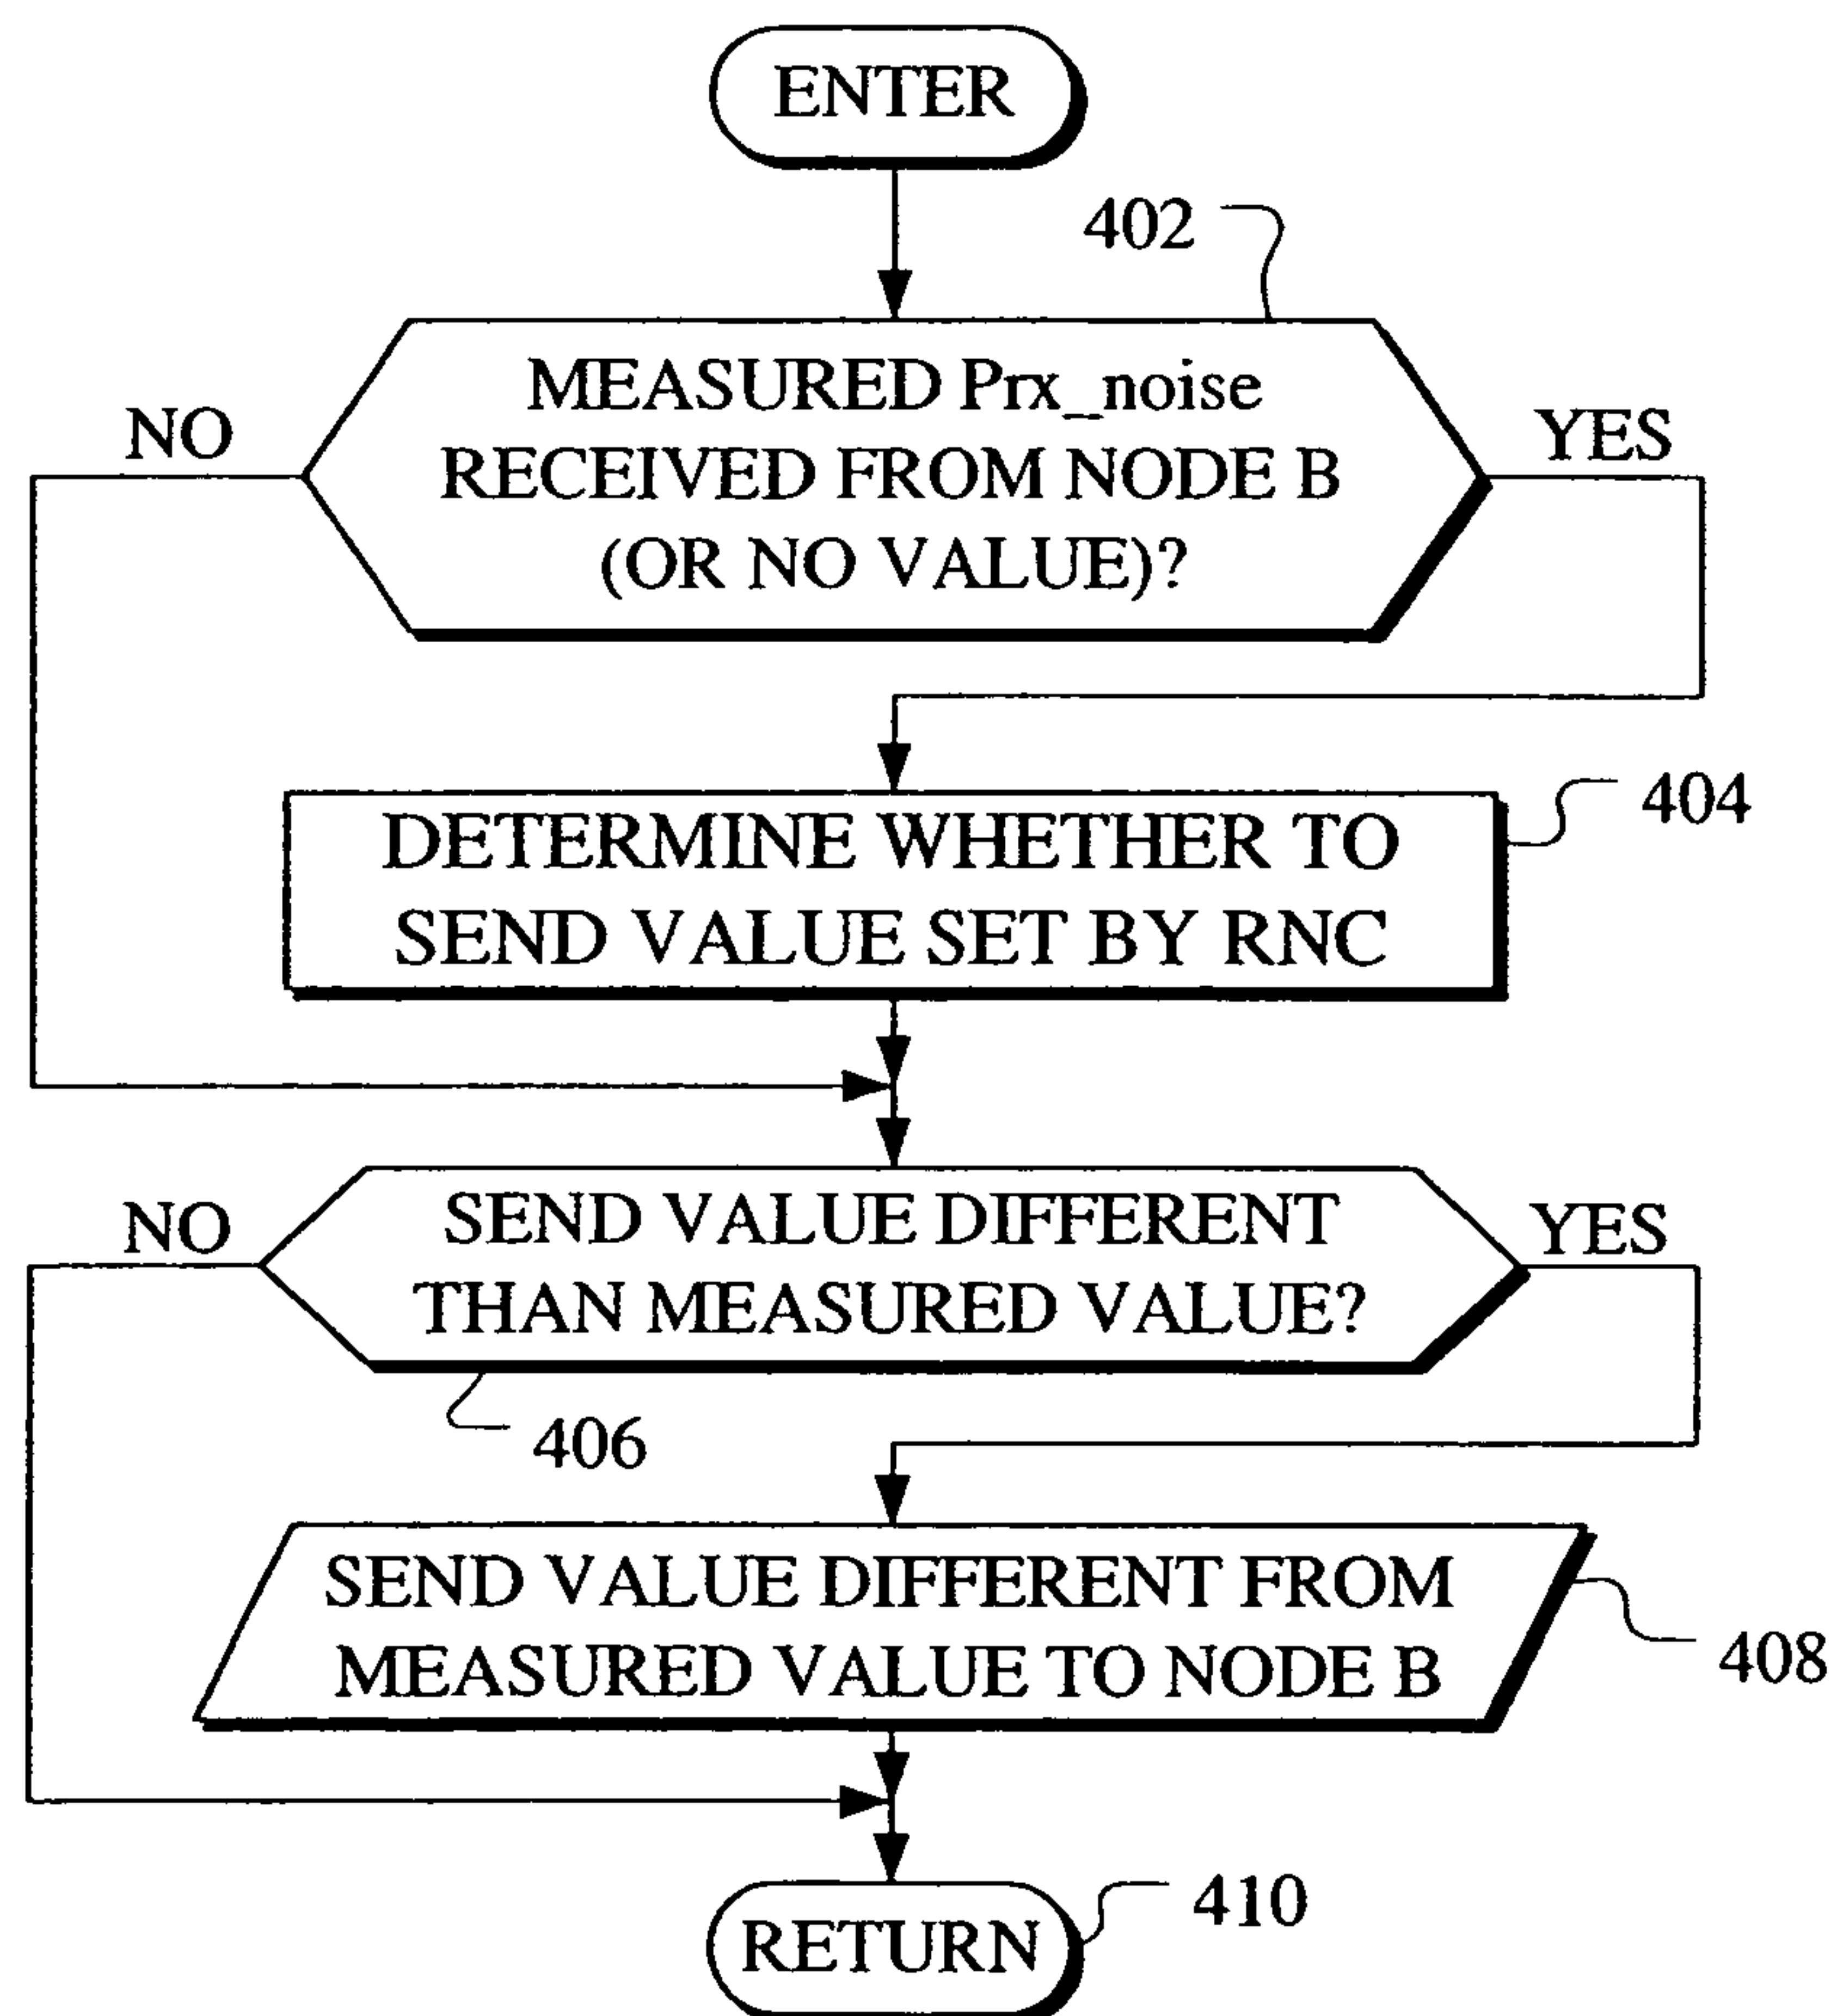 ENTER
402
MEASURED Prx_noise
RECEIVED FROM NODE B
(OR NO VALUE)?
NO
YES
DETERMINE WHETHER TO
SEND VALUE SET BY RNC
404
SEND VALUE DIFFERENT
THAN MEASURED VALUE?
NO
YES
406
SEND VALUE DIFFERENT FROM
MEASURED VALUE TO NODE B
408
RETURN
410